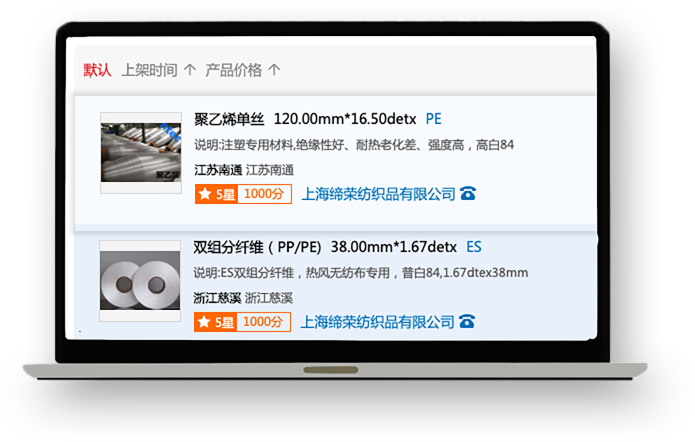 默认 上架时间 ↑ 产品价格 ↑
聚乙烯单丝 120.00mm*16.50detx PE
说明:注塑专用材料,绝缘性好、耐热老化差、强度高，高白84
江苏南通 江苏南通
5星 1000分 上海缔荣纺织品有限公司
双组分纤维（PP/PE) 38.00mm*1.67detx ES
说明:ES双组分纤维，热风无纺布专用，普白84,1.67dtex38mm
浙江慈溪 浙江慈溪
5星 1000分 上海缔荣纺织品有限公司